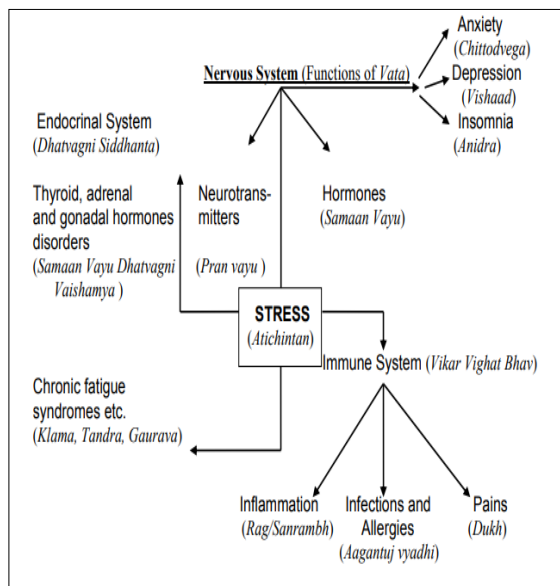 Anxiety
(Chittodvega)
Nervous System (Functions of Vata)
Depression
(Vishaad)
Insomnia
(Anidra)
Endocrinal System
(Dhatvagni Siddhanta)
Thyroid, adrenal
and gonadal hormones
disorders
(Samaan Vayu Dhatvagni
Vaishamya )
Neurotrans-
mitters
(Pran vayu )
Hormones
(Samaan Vayu)
STRESS
(Atichintan)
Immune System (Vikar Vighat Bhav)
Chronic fatigue
syndromes etc.
(Klama, Tandra, Gaurava)
Inflammation
(Rag/Sanrambh)
Infections and
Allergies
(Aagantuj vyadhi)
Pains
(Dukh)